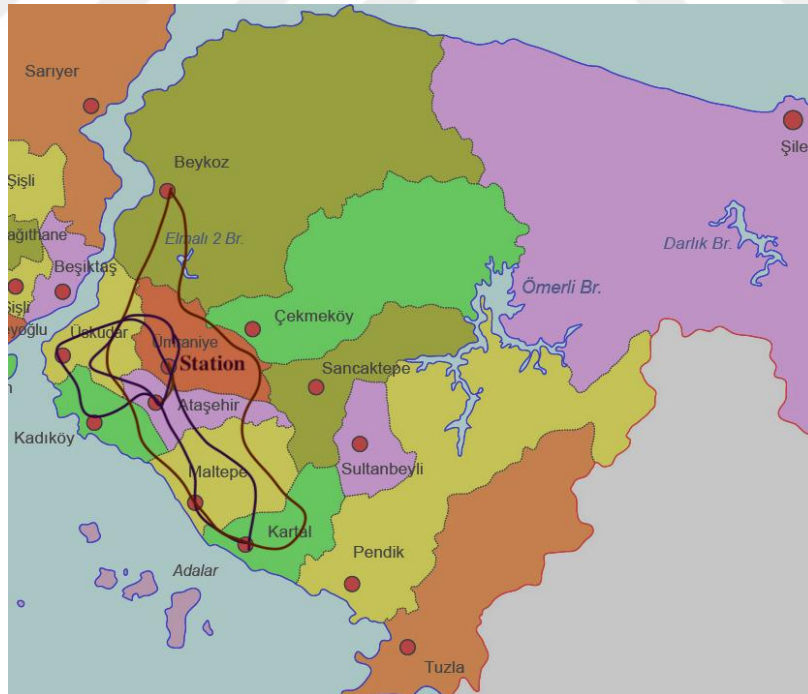 Sarıyer
Şile
Şişli
Beykoz
ağıthane
Elmalı 2 Br.
Darlık Br.
Beşiktaş
Ömerli Br.
Şişli
Çekmeköy
eyoğlu
Üsküdar
Ümraniye
Station
Sancaktepe
Ataşehir
Kadıköy
Maltepe
Sultanbeyli
Kartal
Pendik
Adalar
Tuzla